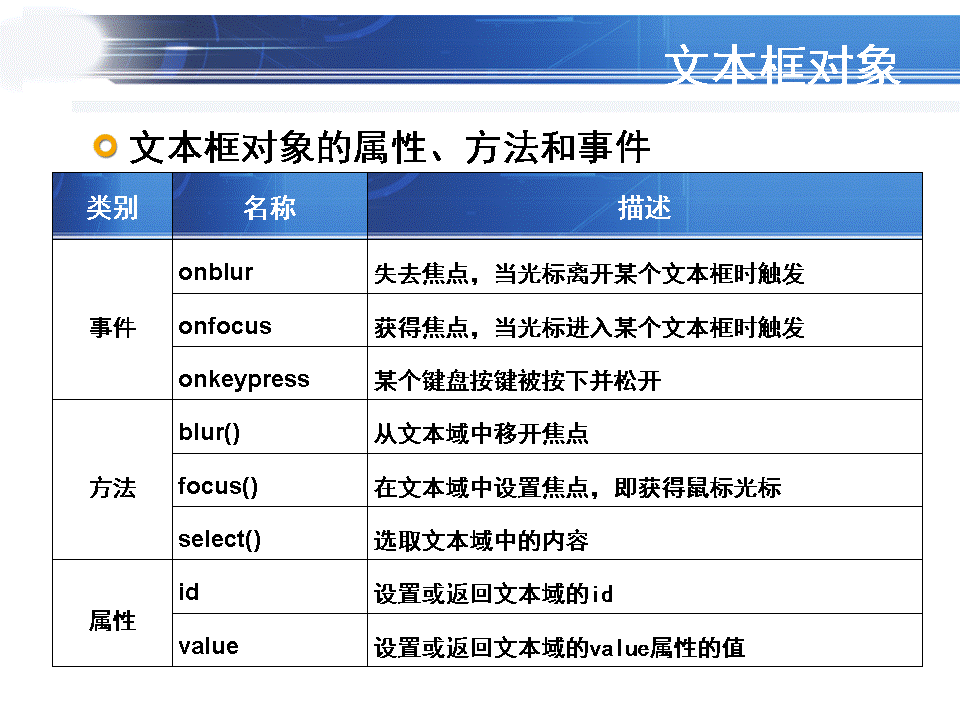 文本框对象
文本框对象的属性、方法和事件
类别 名称 描述
事件
onblur 失去焦点，当光标离开某个文本框时触发
onfocus 获得焦点，当光标进入某个文本框时触发
onkeypress 某个键盘按键被按下并松开
方法
blur() 从文本域中移开焦点
focus() 在文本域中设置焦点，即获得鼠标光标
select() 选取文本域中的内容
属性
id 设置或返回文本域的id
value 设置或返回文本域的value属性的值